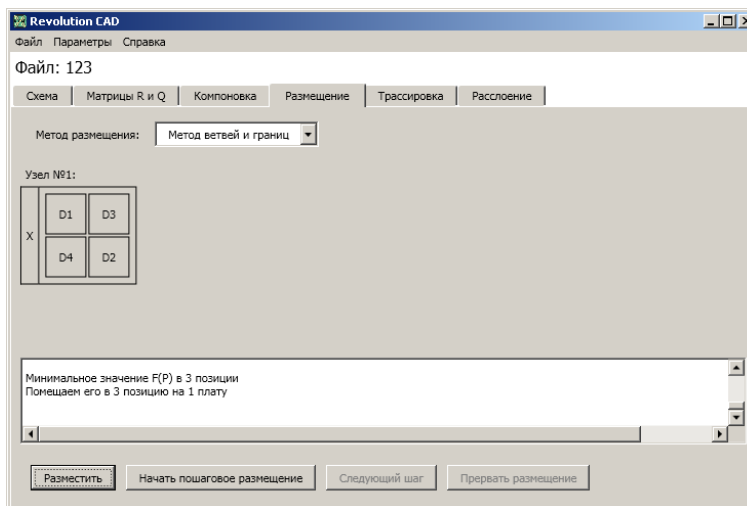 Revolution CAD
Файл Параметры Справка
Файл: 123
Схема Матрицы R и Q Компоновка Размещение Трассировка Расслоение
Метод размещения: Метод ветвей и границ
Узел №1:
D1 D3
X
D4 D2
Минимальное значение F(P) в 3 позиции
Помещаем его в 3 позицию на 1 плату
Разместить Начать пошаговое размещение Следующий шаг Прервать размещение